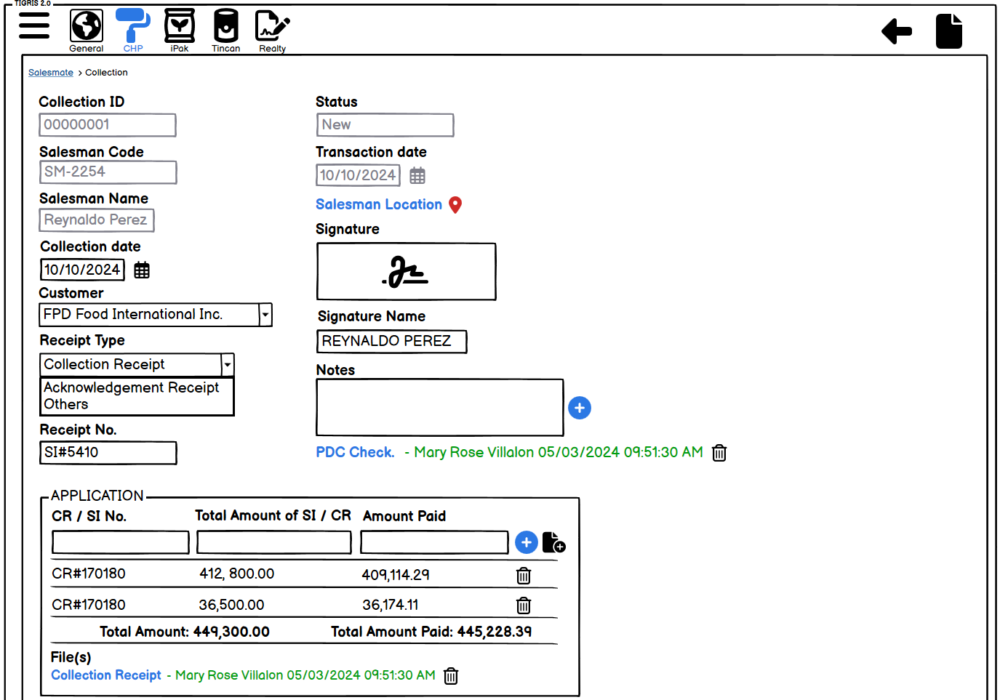 TIGRIS 2.0
General
CHP
iPak
Tincan
Realty
Salesmate > Collection
Collection ID
00000001
Salesman Code
SM-2254
Salesman Name
Reynaldo Perez
Collection date
10/10/2024
Customer
FPD Food International Inc.
Receipt Type
Collection Receipt
Acknowledgement Receipt
Others
Receipt No.
SI#5410
Status
New
Transaction date
10/10/2024
Salesman Location
Signature
Signature Name
REYNALDO PEREZ
Notes
PDC Check. - Mary Rose Villalon 05/03/2024 09:51:30 AM
APPLICATION
CR / SI No. Total Amount of SI / CR Amount Paid
CR#170180 412, 800.00 409,114.29
CR#170180 36,500.00 36,174.11
Total Amount: 449,300.00 Total Amount Paid: 445,228.39
File(s)
Collection Receipt - Mary Rose Villalon 05/03/2024 09:51:30 AM